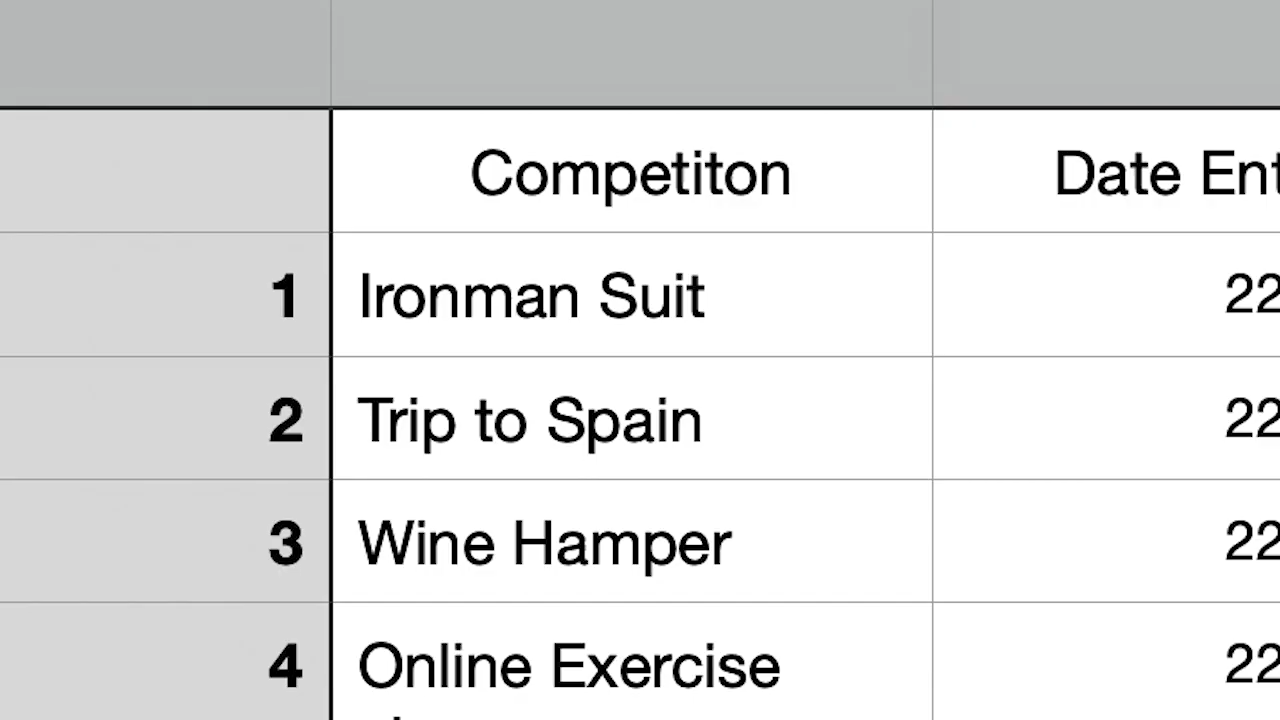 Competiton Date Ent
1 Ironman Suit 22
2 Trip to Spain 22
3 Wine Hamper 22
4 Online Exercise 22